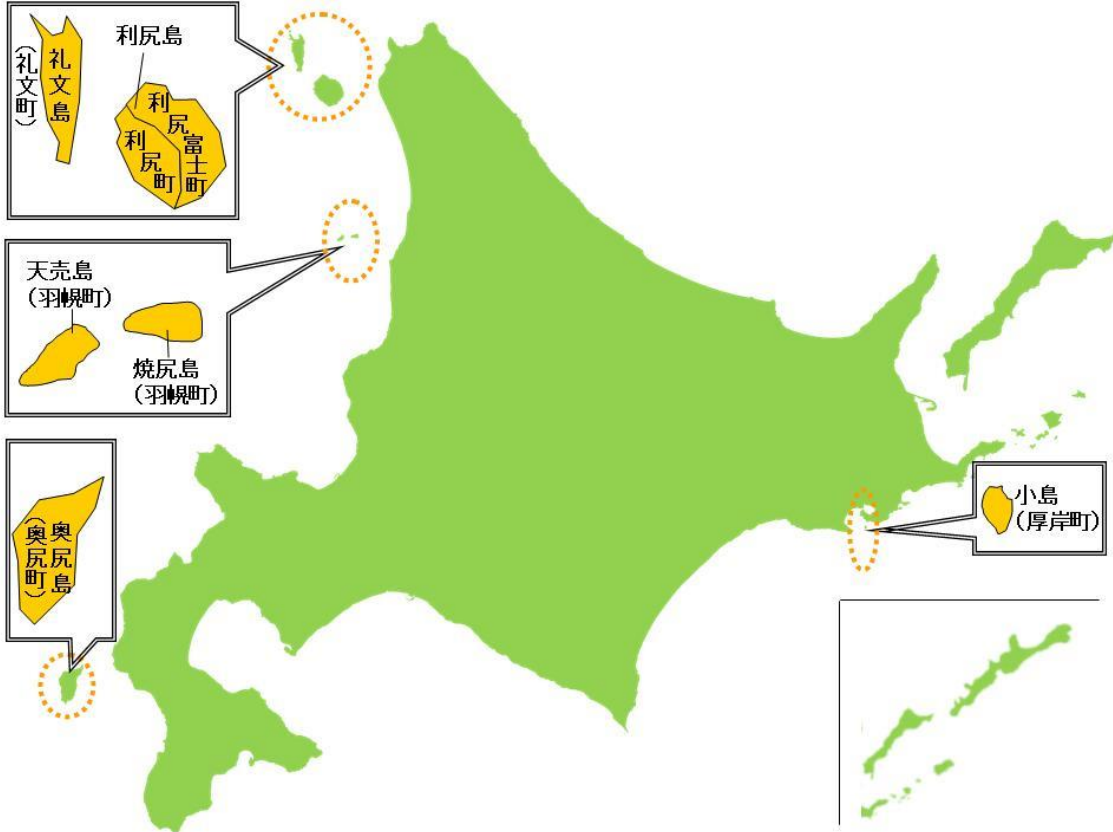 礼文島
（礼文町）
利尻島
利尻富士町
利尻町
天売島
（羽幌町）
焼尻島
（羽幌町）
奥尻島
（奥尻町）
小島
（厚岸町）